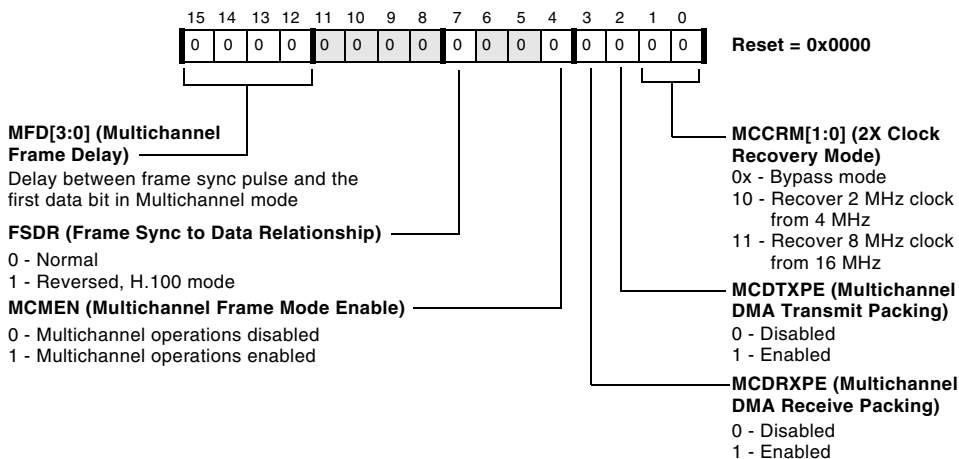 15 14 13 12 11 10 9 8 7 6 5 4 3 2 1 0
0 0 0 0 0 0 0 0 0 0 0 0 0 0 0 0
Reset = 0x0000
MFD[3:0] (Multichannel
Frame Delay)
Delay between frame sync pulse and the
first data bit in Multichannel mode
FSDR (Frame Sync to Data Relationship)
0 - Normal
1 - Reversed, H.100 mode
MCMEN (Multichannel Frame Mode Enable)
0 - Multichannel operations disabled
1 - Multichannel operations enabled
MCCRM[1:0] (2X Clock
Recovery Mode)
0x - Bypass mode
10 - Recover 2 MHz clock
from 4 MHz
11 - Recover 8 MHz clock
from 16 MHz
MCDTXPE (Multichannel
DMA Transmit Packing)
0 - Disabled
1 - Enabled
MCDRXPE (Multichannel
DMA Receive Packing)
0 - Disabled
1 - Enabled